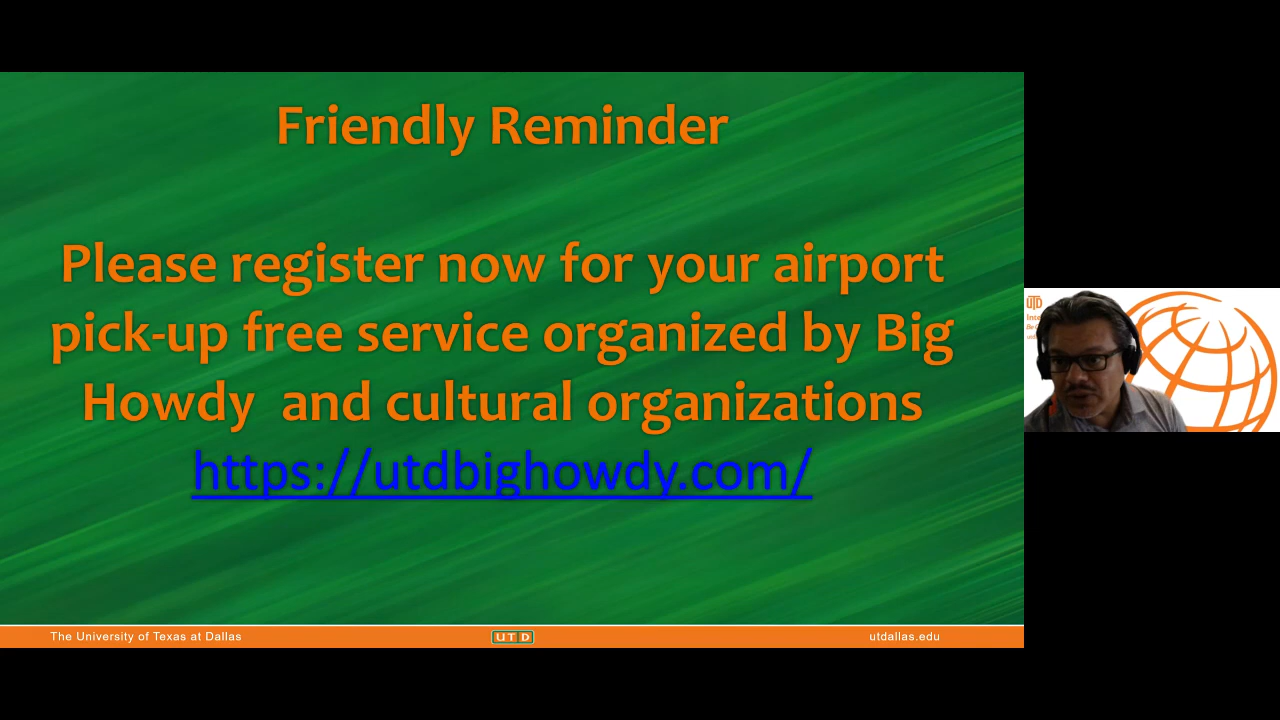 Friendly Reminder
Please register now for your airport
pick-up free service organized by Big
Howdy  and cultural organizations
https://utdbighowdy.com/
The University of Texas at Dallas
UTD
utdallas.edu
UTD